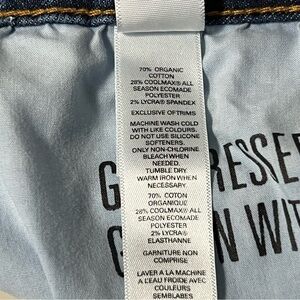 70% ORGANIC
COTTON
28% COOLMAX® ALL
SEASON ECOMADE
POLYESTER
2% LYCRA® SPANDEX
EXCLUSIVE OF TRIMS
MACHINE WASH COLD
WITH LIKE COLOURS.
DO NOT USE SILICONE
SOFTENERS.
ONLY NON-CHLORINE
BLEACH WHEN
NEEDED.
TUMBLE DRY
WARM IRON WHEN
NECESSARY
70% COTON
ORGANIQUE
28% COOLMAX® ALL
SEASON ECOMADE
POLYESTER
2% LYCRA®
ELASTHANNE
GARNITURE NON
COMPRISE
LAVER A LA MACHINE
A L'EAU FROIDE AVEC
COULEURS
SEMBLABES